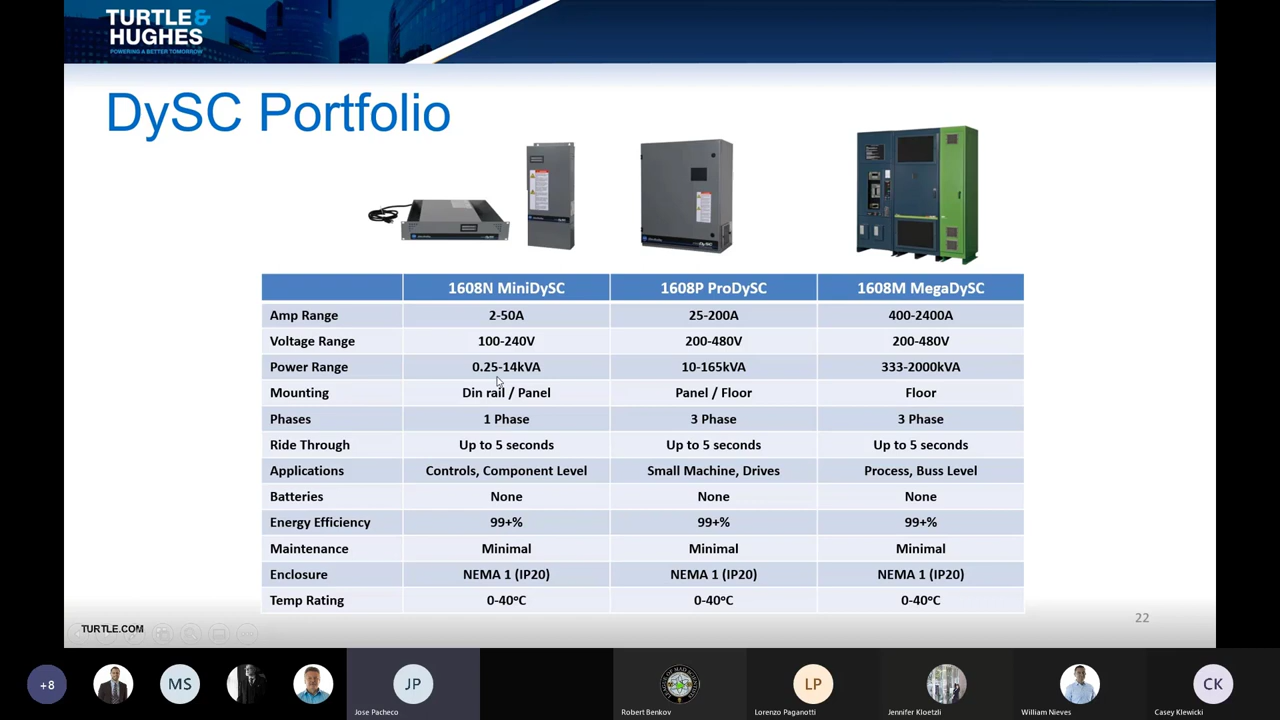 TURTLE&
HUGHES
POWERING A BETTER TOMORROW
DySC Portfolio
1608N MiniDySC 1608P ProDySC 1608M MegaDySC
Amp Range 2-50A 25-200A 400-2400A
Voltage Range 100-240V 200-480V 200-480V
Power Range 0.25-14kVA 10-165kVA 333-2000kVA
Mounting Din rail / Panel Panel / Floor Floor
Phases 1 Phase 3 Phase 3 Phase
Ride Through Up to 5 seconds Up to 5 seconds Up to 5 seconds
Applications Controls, Component Level Small Machine, Drives Process, Buss Level
Batteries None None None
Energy Efficiency 99+% 99+% 99+%
Maintenance Minimal Minimal Minimal
Enclosure NEMA 1 (IP20) NEMA 1 (IP20) NEMA 1 (IP20)
Temp Rating 0-40°C 0-40°C 0-40°C
TURTLE.COM 22
+8 MS JP LP CK
Jose Pacheco Robert Benkov Lorenzo Paganotti Jennifer Kloetzli William Nieves Casey Klewicki